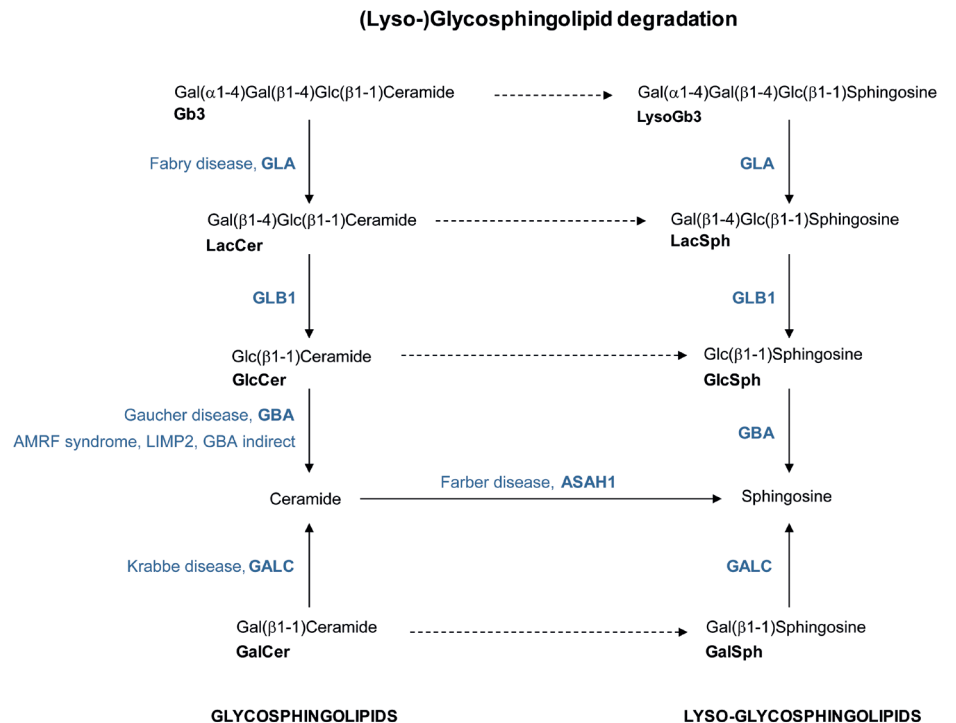 (Lyso-)Glycosphingolipid degradation
Gal(α1-4)Gal(β1-4)Glc(β1-1)Ceramide
Gb3
Gal(α1-4)Gal(β1-4)Glc(β1-1)Sphingosine
LysoGb3
Fabry disease, GLA
GLA
Gal(β1-4)Glc(β1-1)Ceramide
LacCer
Gal(β1-4)Glc(β1-1)Sphingosine
LacSph
GLB1
GLB1
Glc(β1-1)Ceramide
GlcCer
Glc(β1-1)Sphingosine
GlcSph
Gaucher disease, GBA
AMRF syndrome, LIMP2, GBA indirect
GBA
Ceramide
Farber disease, ASAH1
Sphingosine
Krabbe disease, GALC
GALC
Gal(β1-1)Ceramide
GalCer
Gal(β1-1)Sphingosine
GalSph
GLYCOSPHINGOLIPIDS
LYSO-GLYCOSPHINGOLIPIDS